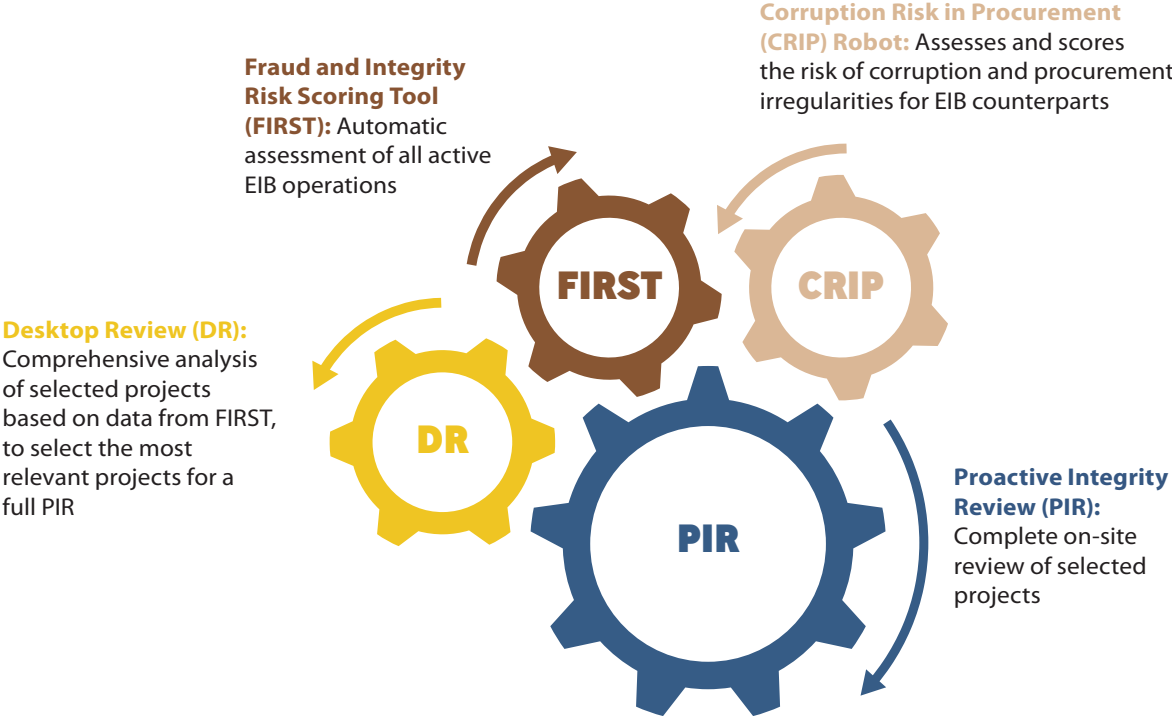 Corruption Risk in Procurement
(CRIP) Robot: Assesses and scores
the risk of corruption and procurement
irregularities for EIB counterparts
Fraud and Integrity
Risk Scoring Tool
(FIRST): Automatic
assessment of all active
EIB operations
FIRST
CRIP
Desktop Review (DR):
Comprehensive analysis
of selected projects
based on data from FIRST,
to select the most
relevant projects for a
full PIR
DR
PIR
Proactive Integrity
Review (PIR):
Complete on-site
review of selected
projects